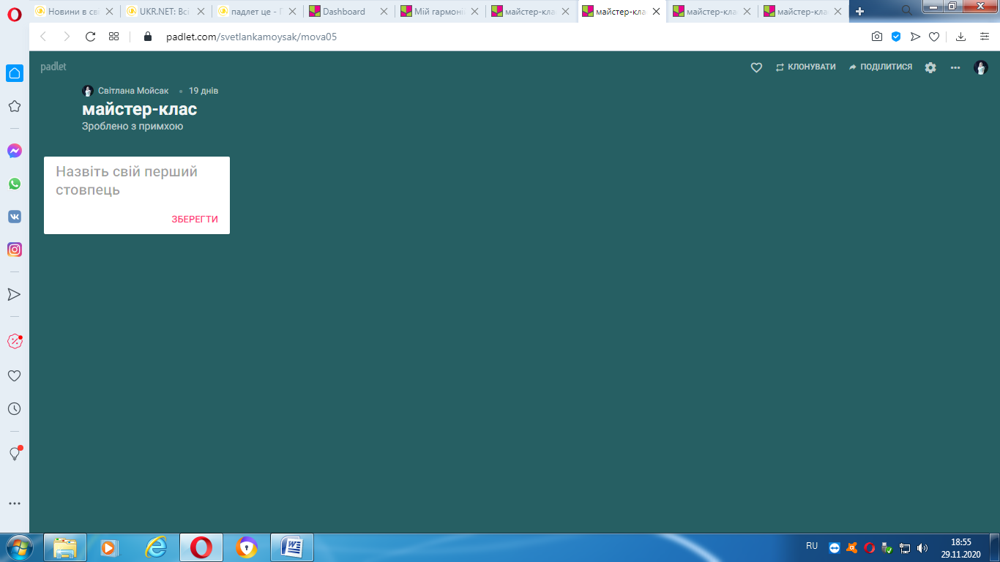 Новини в сві
UKR.NET: Всі
падлет це - П
Dashboard
Мій гармоній
майстер-кла
майстер-кла
майстер-кла
майстер-кла
padlet.com/svetlankamoysak/mova05
padlet
КЛОНУВАТИ
ПОДІЛИТИСЯ
Світлана Мойсак • 19 днів
майстер-клас
Зроблено з примхою
Назвіть свій перший
стовпець
ЗБЕРЕГТИ
RU
18:55
29.11.2020